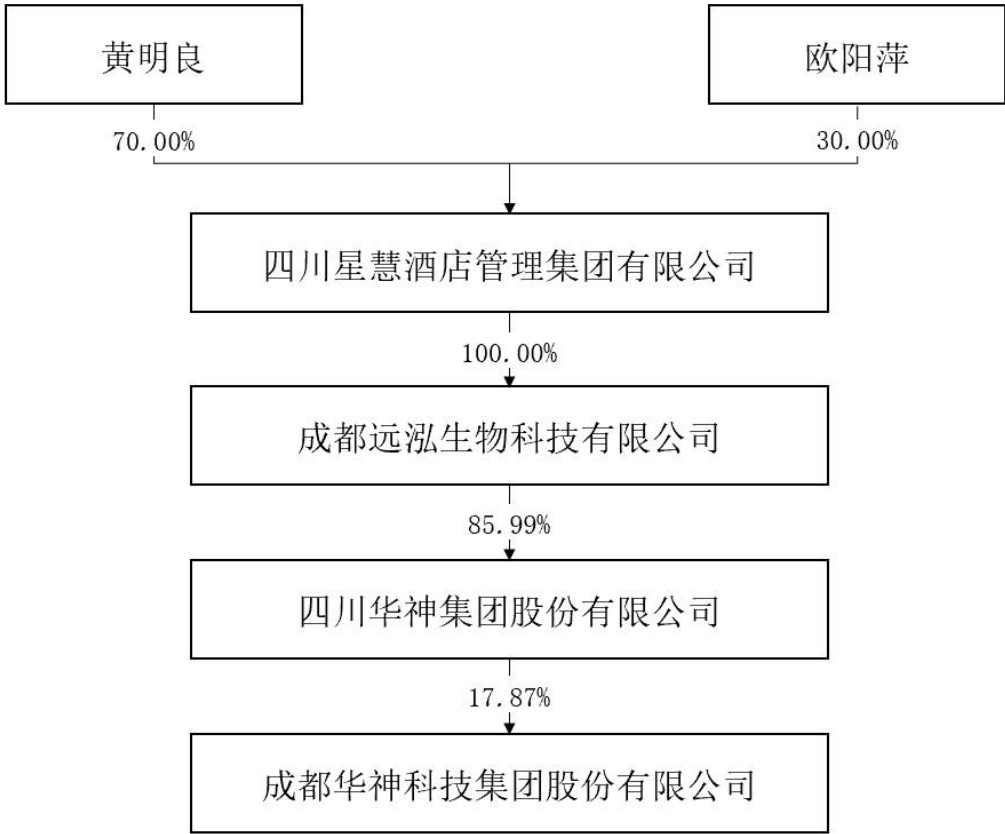 黄明良
欧阳萍
70.00%
30.00%
四川星慧酒店管理集团有限公司
100.00%
成都远泓生物科技有限公司
85.99%
四川华神集团股份有限公司
17.87%
成都华神科技集团股份有限公司